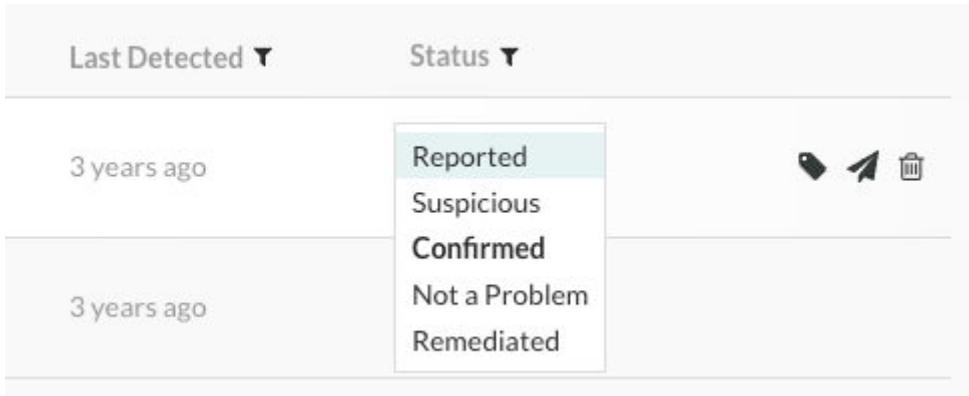 Last Detected Status
3 years ago
Reported
Suspicious
Confirmed
Not a Problem
Remediated
3 years ago